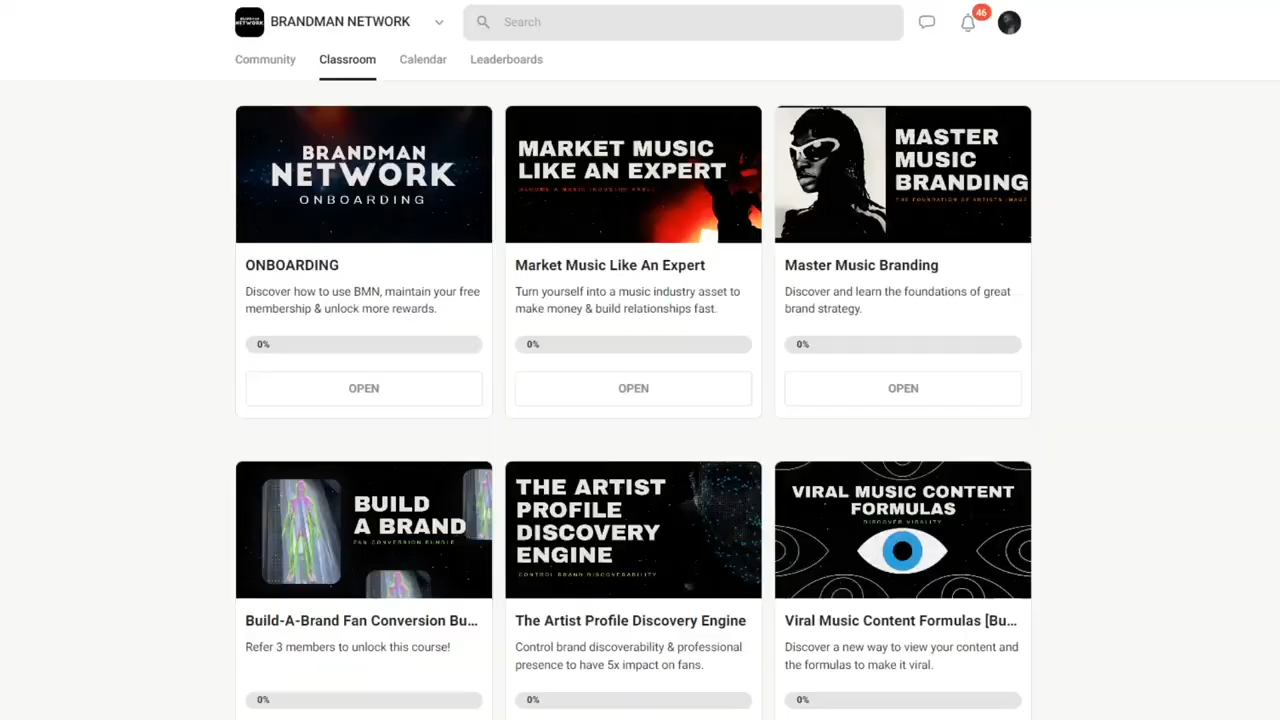 BRANDMAN NETWORK
Search
46
Community
Classroom
Calendar
Leaderboards
BRANDMAN
NETWORK
ONBOARDING
MARKET MUSIC
LIKE AN EXPERT
BECOME A MUSIC INDUSTRY ASSET
MASTER
MUSIC
BRANDING
THE FOUNDATION OF ARTISTS IMAGE
ONBOARDING
Discover how to use BMN, maintain your free
membership & unlock more rewards.
0%
OPEN
Market Music Like An Expert
Turn yourself into a music industry asset to
make money & build relationships fast.
0%
OPEN
Master Music Branding
Discover and learn the foundations of great
brand strategy.
0%
OPEN
BUILD
A BRAND
FAN CONVERSION BUNDLE
THE ARTIST
PROFILE
DISCOVERY
ENGINE
CONTROL BRAND DISCOVERABILITY
VIRAL MUSIC CONTENT
FORMULAS
DISCOVER VIRALITY
Build-A-Brand Fan Conversion Bu...
Refer 3 members to unlock this course!
0%
The Artist Profile Discovery Engine
Control brand discoverability & professional
presence to have 5x impact on fans.
0%
Viral Music Content Formulas [Bu...
Discover a new way to view your content and
the formulas to make it viral.
0%